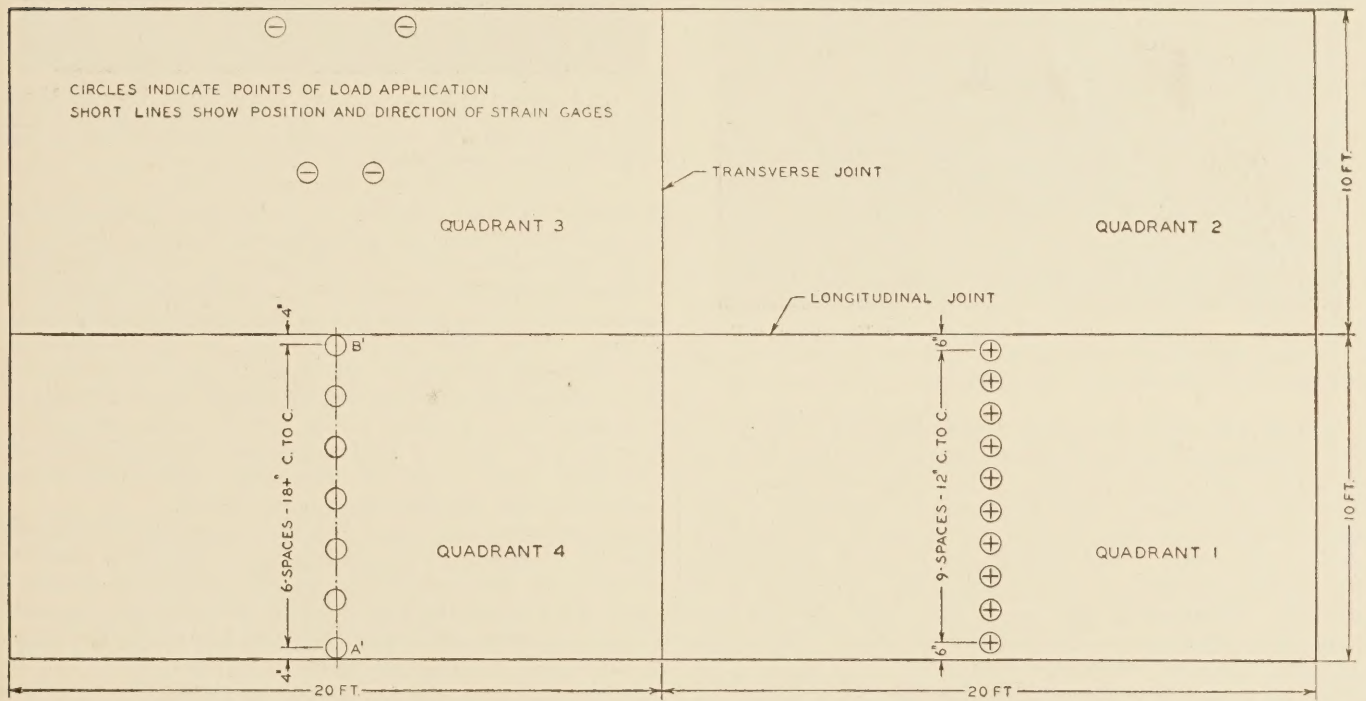 CIRCLES INDICATE POINTS OF LOAD APPLICATION
SHORT LINES SHOW POSITION AND DIRECTION OF STRAIN GAGES
TRANSVERSE JOINT
10 FT.
QUADRANT 3
QUADRANT 2
LONGITUDINAL JOINT
4"
B'
6-SPACES-18+" C. TO C.
QUADRANT 4
A'
4"
6"
9-SPACES-12" C. TO C.
QUADRANT 1
6"
10 FT.
20 FT.
20 FT